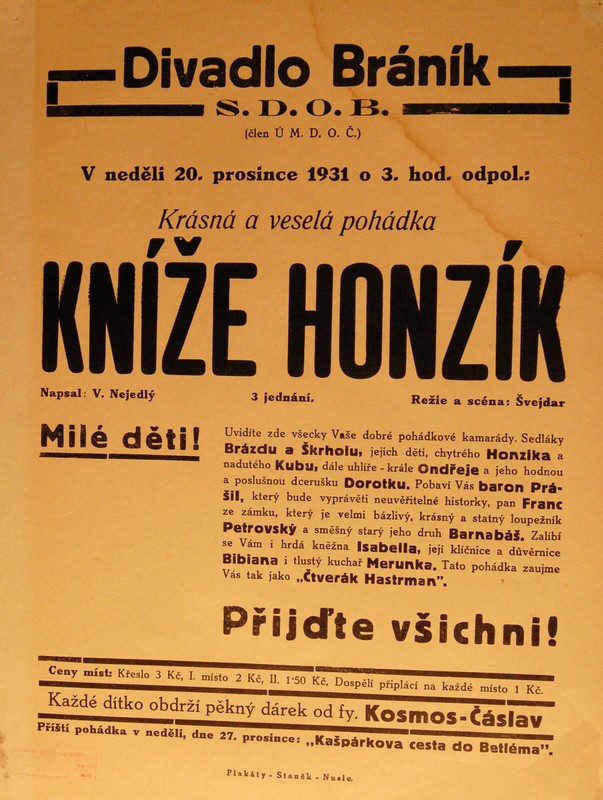 Divadlo Bráník
S. D. O. B.
(člen Ú M. D. O. Č.)
V neděli 20. prosince 1931 o 3. hod. odpol.:
Krásná a veselá pohádka
KNÍŽE HONZÍK
Napsal: V. Nejedlý 3 jednání. Režie a scéna: Švejdar
Milé děti!
Uvidíte zde všecky Vaše dobré pohádkové kamarády. Sedláky
Brázdu a Škrholu, jejich děti, chytrého Honzíka a
nadutého Kubu, dále uhlíře - krále Ondřeje a jeho hodnou
a poslušnou dcerušku Dorotku. Pobaví Vás baron Prá-
šil, který bude vyprávěti neuvěřitelné historky, pan Franc
ze zámku, který je velmi bázlivý, krásný a statný loupežník
Petrovský a směšný starý jeho druh Barnabáš. Zalíbí
se Vám i hrdá kněžna Isabella, její klíčnice a důvěrnice
Bibiana i tlustý kuchař Merunka. Tato pohádka zaujme
Vás tak jako „Čtverák Hastrman".
Přijďte všichni!
Ceny míst: Křeslo 3 Kč, I. místo 2 Kč, II. 1·50 Kč. Dospělí připlácí na každé místo 1 Kč.
Každé dítko obdrží pěkný dárek od fy. Kosmos-Čáslav
Příští pohádka v neděli, dne 27. prosince: „Kašpárkova cesta do Betléma".
Plakáty - Staněk - Nusle.